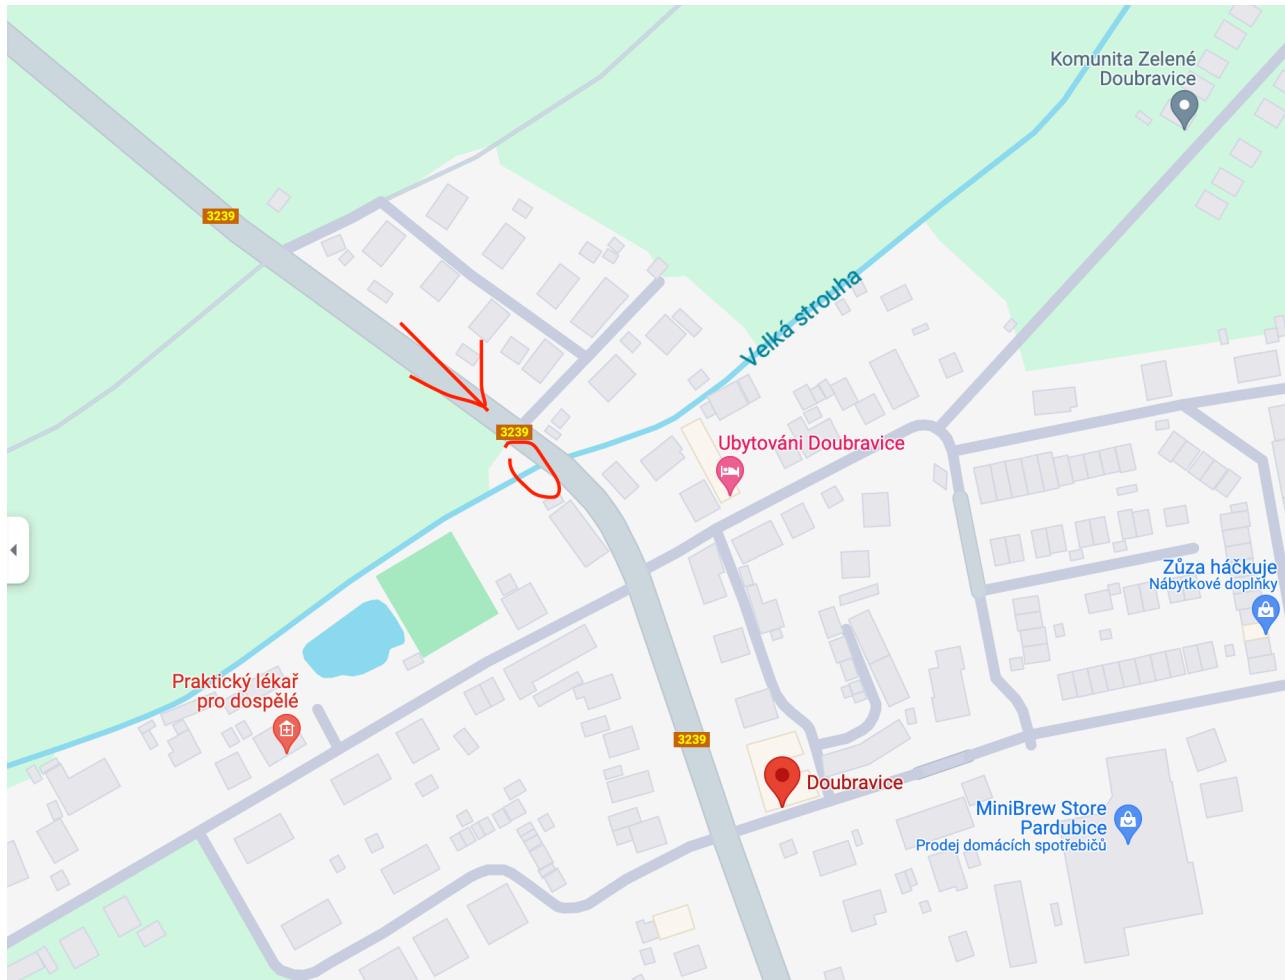 Komunita Zelené
Doubravice
3239
Velká strouha
3239
Ubytováni Doubravice
Zůza háčkuje
Nábytkové doplňky
Praktický lékař
pro dospělé
3239
Doubravice
MiniBrew Store
Pardubice
Prodej domácích spotřebičů